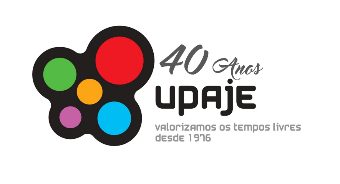 40 Anos
upaje
valorizamos os tempos livres
desde 1976